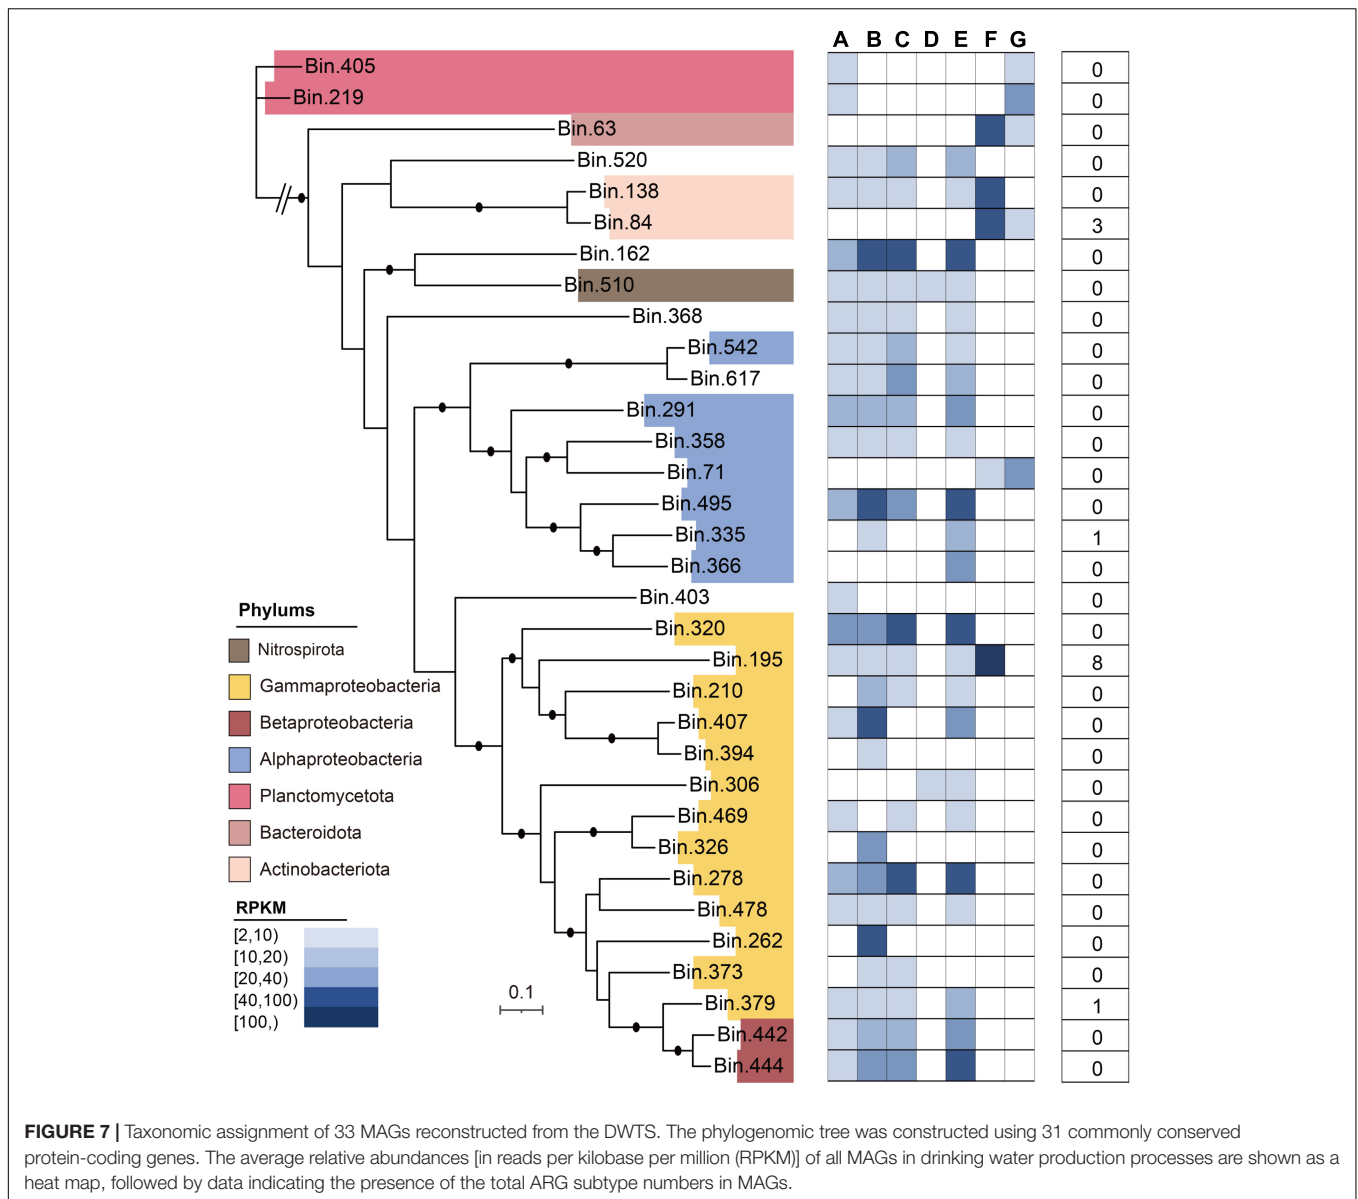 A B C D E F G
Bin.405 0
Bin.219 0
Bin.63 0
Bin.520 0
Bin.138 0
Bin.84 3
Bin.162 0
Bin.510 0
Bin.368 0
Bin.542 0
Bin.617 0
Bin.291 0
Bin.358 0
Bin.71 0
Bin.495 0
Bin.335 1
Bin.366 0
Bin.403 0
Bin.320 0
Bin.195 8
Bin.210 0
Bin.407 0
Bin.394 0
Bin.306 0
Bin.469 0
Bin.326 0
Bin.278 0
Bin.478 0
Bin.262 0
Bin.373 0
Bin.379 1
Bin.442 0
Bin.444 0
Phylums
Nitrospirota
Gammaproteobacteria
Betaproteobacteria
Alphaproteobacteria
Planctomycetota
Bacteroidota
Actinobacteriota
RPKM
[2,10)
[10,20)
[20,40)
[40,100)
[100,)
0.1
FIGURE 7 | Taxonomic assignment of 33 MAGs reconstructed from the DWTS. The phylogenomic tree was constructed using 31 commonly conserved
protein-coding genes. The average relative abundances [in reads per kilobase per million (RPKM)] of all MAGs in drinking water production processes are shown as a
heat map, followed by data indicating the presence of the total ARG subtype numbers in MAGs.